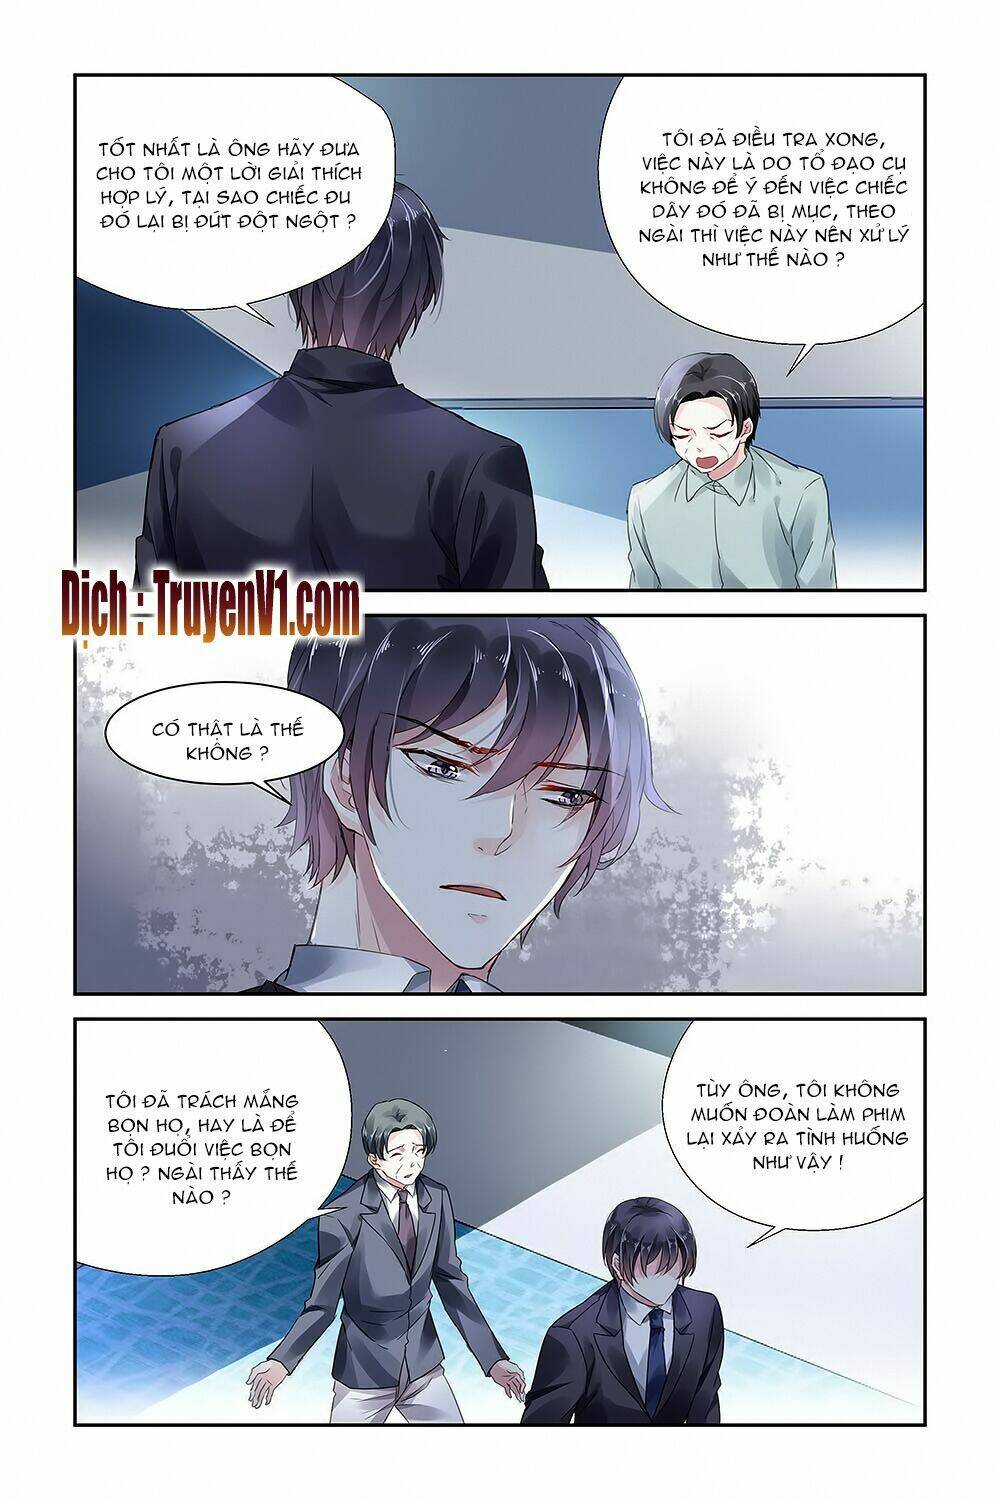 TỐT NHẤT LÀ ÔNG HÃY ĐƯA
CHO TÔI MỘT LỜI GIẢI THÍCH
HỢP LÝ, TẠI SAO CHIẾC ĐU
ĐÓ LẠI BỊ ĐỨT ĐỘT NGỘT ?
TÔI ĐÃ ĐIỀU TRA XONG,
VIỆC NÀY LÀ DO TỔ ĐẠO CỤ
KHÔNG ĐỂ Ý ĐẾN VIỆC CHIẾC
DÂY ĐÓ ĐÃ BỊ MỤC, THEO
NGÀI THÌ VIỆC NÀY NÊN XỬ LÝ
NHƯ THẾ NÀO ?
Dịch : TruyenV1.com
CÓ THẬT LÀ THẾ
KHÔNG ?
TÔI ĐÃ TRÁCH MẮNG
BỌN HỌ, HAY LÀ ĐỂ
TÔI ĐUỔI VIỆC BỌN
HỌ ? NGÀI THẤY THẾ
NÀO ?
TÙY ÔNG, TÔI KHÔNG
MUỐN ĐOÀN LÀM PHIM
LẠI XẢY RA TÌNH HUỐNG
NHƯ VẬY !